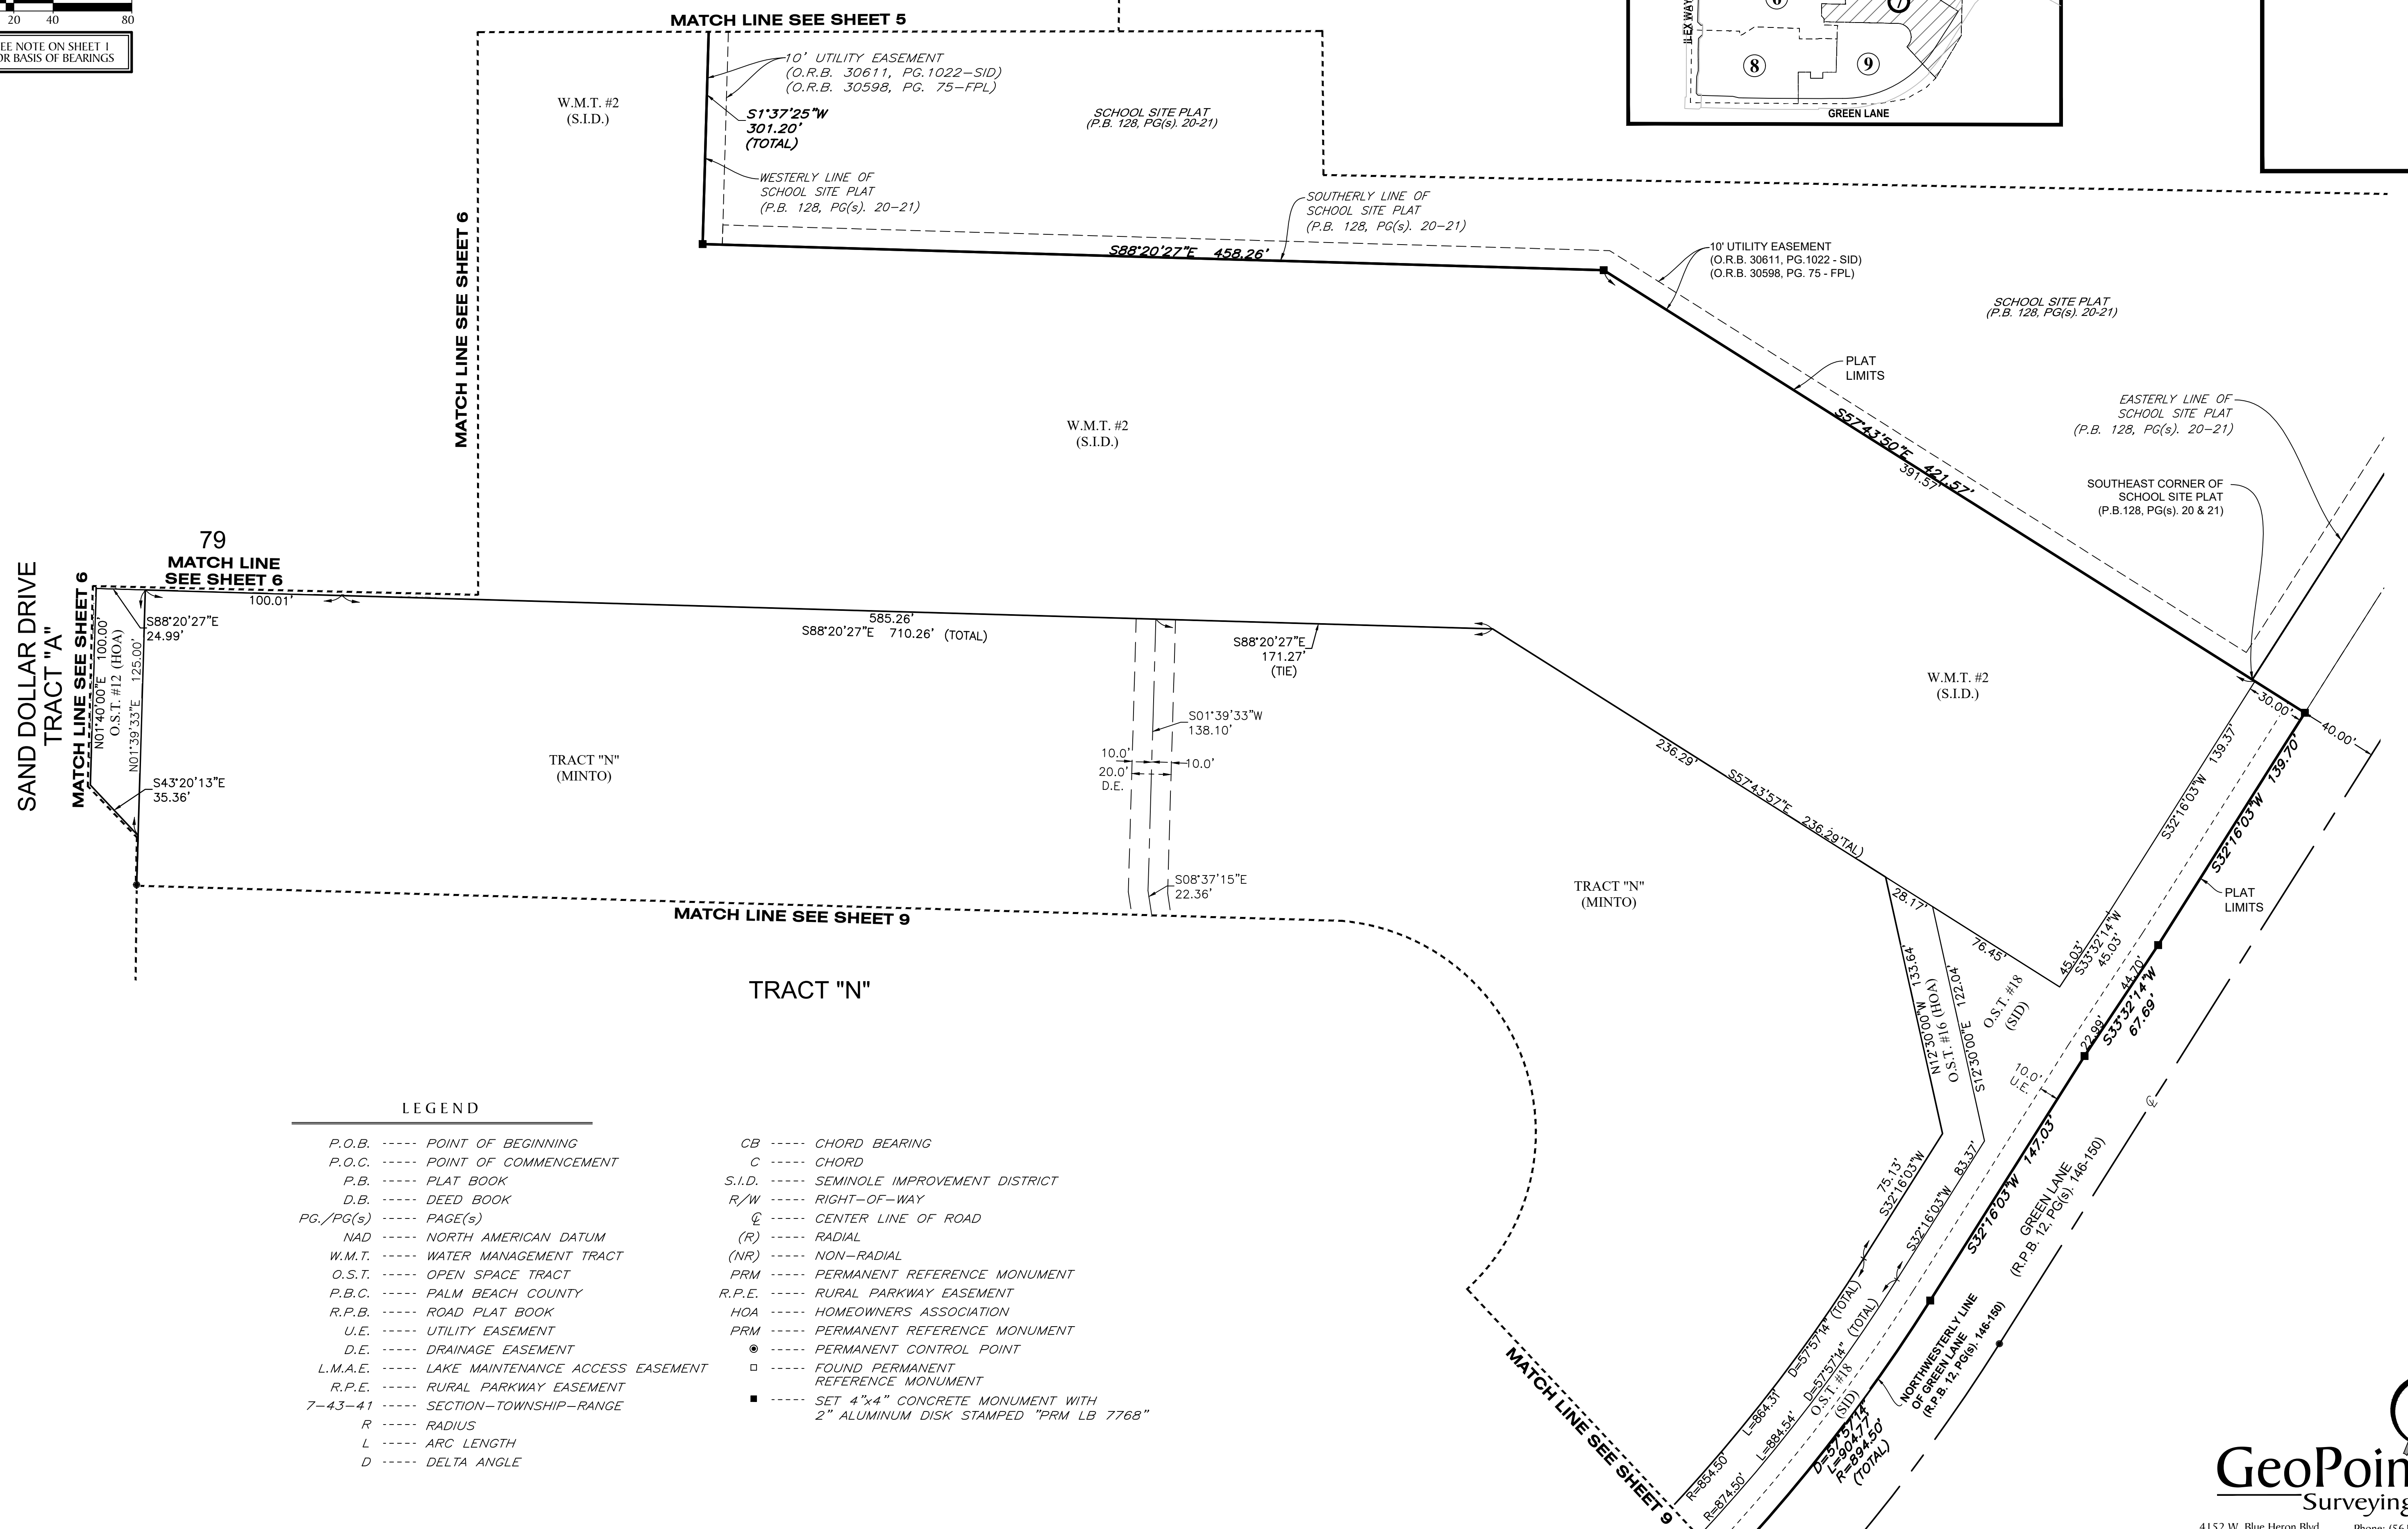 20 40 80
EE NOTE ON SHEET 1
OR BASIS OF BEARINGS
MATCH LINE SEE SHEET 5
W.M.T. #2
(S.I.D.)
10' UTILITY EASEMENT
(O.R.B. 30611, PG.1022-SID)
(O.R.B. 30598, PG. 75-FPL)
S1°37'25"W
301.20'
(TOTAL)
WESTERLY LINE OF
SCHOOL SITE PLAT
(P.B. 128, PG(s). 20-21)
SCHOOL SITE PLAT
(P.B. 128, PG(s). 20-21)
SOUTHERLY LINE OF
SCHOOL SITE PLAT
(P.B. 128, PG(s). 20-21)
ILEX WAY
6
7
8
9
GREEN LANE
MATCH LINE SEE SHEET 6
S88°20'27"E 458.26'
10' UTILITY EASEMENT
(O.R.B. 30611, PG.1022 - SID)
(O.R.B. 30598, PG. 75 - FPL)
SCHOOL SITE PLAT
(P.B. 128, PG(s). 20-21)
PLAT
LIMITS
S57°43'50"E 421.57'
391.57'
EASTERLY LINE OF
SCHOOL SITE PLAT
(P.B. 128, PG(s). 20-21)
SOUTHEAST CORNER OF
SCHOOL SITE PLAT
(P.B.128, PG(s). 20 & 21)
W.M.T. #2
(S.I.D.)
79
MATCH LINE
SEE SHEET 6
SAND DOLLAR DRIVE
TRACT "A"
MATCH LINE SEE SHEET 6
N01°40'00"E 100.00'
O.S.T. #12 (HOA)
N01°39'33"E 125.00'
S88°20'27"E
24.99'
100.01'
S43°20'13"E
35.36'
585.26'
S88°20'27"E 710.26' (TOTAL)
S88°20'27"E
171.27'
(TIE)
S01°39'33"W
138.10'
10.0'
10.0'
20.0'
D.E.
S08°37'15"E
22.36'
TRACT "N"
(MINTO)
MATCH LINE SEE SHEET 9
TRACT "N"
W.M.T. #2
(S.I.D.)
236.29'
S57°43'57"E 236.29'TAL)
TRACT "N"
(MINTO)
28.17'
76.45'
30.00'
40.00'
S32°16'03"W 139.37'
S32°16'03"W 139.70'
PLAT
LIMITS
45.03'
S33°32'14"W
45.03'
44.70'
S33°32'14"W
67.69'
22.99'
N12°30'00"W 133.64'
O.S.T. #16 (HOA)
S12°30'00"E 122.04'
O.S.T. #18
(SID)
10.0'
U.E.
75.13'
S32°16'03"W
S32°16'03"W 83.37'
S32°16'03"W 147.03'
GREEN LANE
(R.P.B. 12, PG(s). 146-150)
NORTHWESTERLY LINE
OF GREEN LANE
(R.P.B. 12, PG(s). 146-150)
R=854.50' L=864.31' D=57°57'14" (TOTAL)
R=874.50' L=884.54' D=57°57'14" (TOTAL)
O.S.T. #18
(SID)
D=57°57'14"
L=904.77'
R=894.50'
(TOTAL)
MATCH LINE SEE SHEET 9
LEGEND
P.O.B. ----- POINT OF BEGINNING
P.O.C. ----- POINT OF COMMENCEMENT
P.B. ----- PLAT BOOK
D.B. ----- DEED BOOK
PG./PG(s) ----- PAGE(s)
NAD ----- NORTH AMERICAN DATUM
W.M.T. ----- WATER MANAGEMENT TRACT
O.S.T. ----- OPEN SPACE TRACT
P.B.C. ----- PALM BEACH COUNTY
R.P.B. ----- ROAD PLAT BOOK
U.E. ----- UTILITY EASEMENT
D.E. ----- DRAINAGE EASEMENT
L.M.A.E. ----- LAKE MAINTENANCE ACCESS EASEMENT
R.P.E. ----- RURAL PARKWAY EASEMENT
7-43-41 ----- SECTION-TOWNSHIP-RANGE
R ----- RADIUS
L ----- ARC LENGTH
D ----- DELTA ANGLE
CB ----- CHORD BEARING
C ----- CHORD
S.I.D. ----- SEMINOLE IMPROVEMENT DISTRICT
R/W ----- RIGHT-OF-WAY
℄ ----- CENTER LINE OF ROAD
(R) ----- RADIAL
(NR) ----- NON-RADIAL
PRM ----- PERMANENT REFERENCE MONUMENT
R.P.E. ----- RURAL PARKWAY EASEMENT
HOA ----- HOMEOWNERS ASSOCIATION
PRM ----- PERMANENT REFERENCE MONUMENT
----- PERMANENT CONTROL POINT
----- FOUND PERMANENT
REFERENCE MONUMENT
----- SET 4"x4" CONCRETE MONUMENT WITH
2" ALUMINUM DISK STAMPED "PRM LB 7768"
℄
GeoPoin
Surveying
4152 W. Blue Heron Blvd. Phone: (56